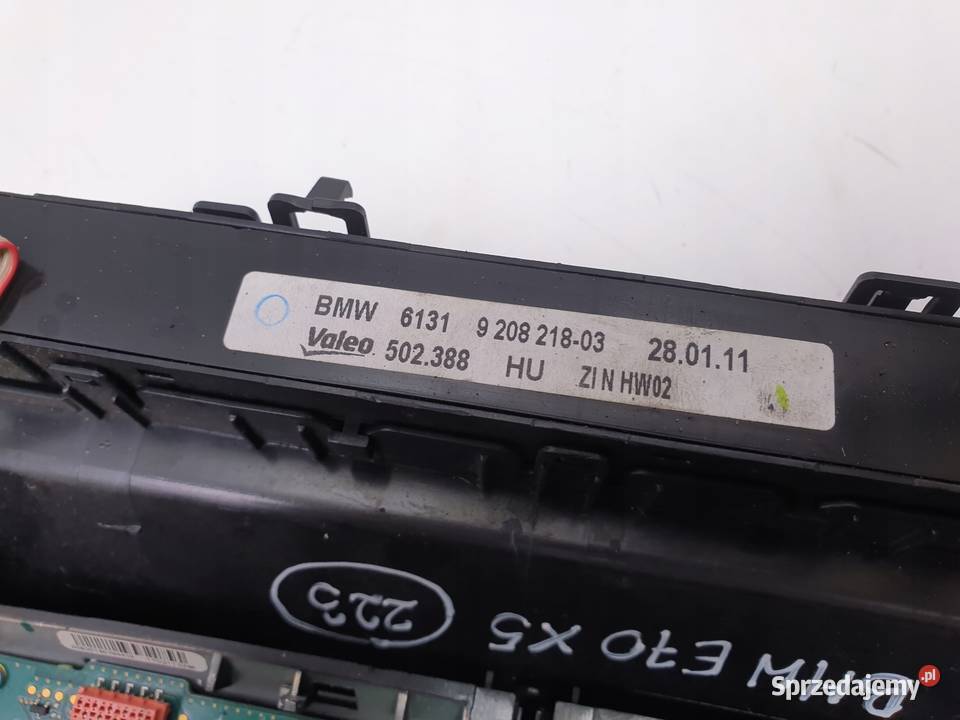 BMW 6131 9 208 218-03 28.01.11
Valeo 502.388 HU ZI N HW02
223
BMW E70 X5
Sprzedajemy.pl